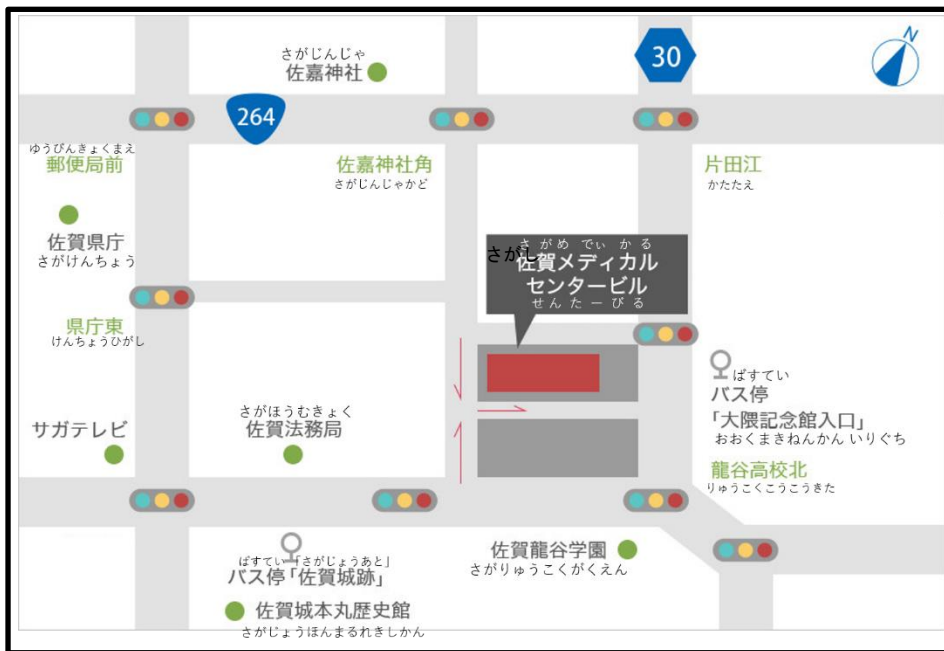 さがじんじゃ
佐嘉神社
30
N
264
ゆうびんきょくまえ
郵便局前
佐嘉神社角
さがじんじゃかど
片田江
かたたえ
佐賀県庁
さがけんちょう
さがし
さがめでぃかる
佐賀メディカル
センタービル
せんたーびる
県庁東
けんちょうひがし
ばすてい
バス停
「大隈記念館入口」
おおくまきねんかん いりぐち
サガテレビ
さがほうむきょく
佐賀法務局
龍谷高校北
りゅうこくこうこうきた
ばすてい「さがじょうあと」
バス停「佐賀城跡」
佐賀龍谷学園
さがりゅうこくがくえん
佐賀城本丸歴史館
さがじょうほんまるれきしかん